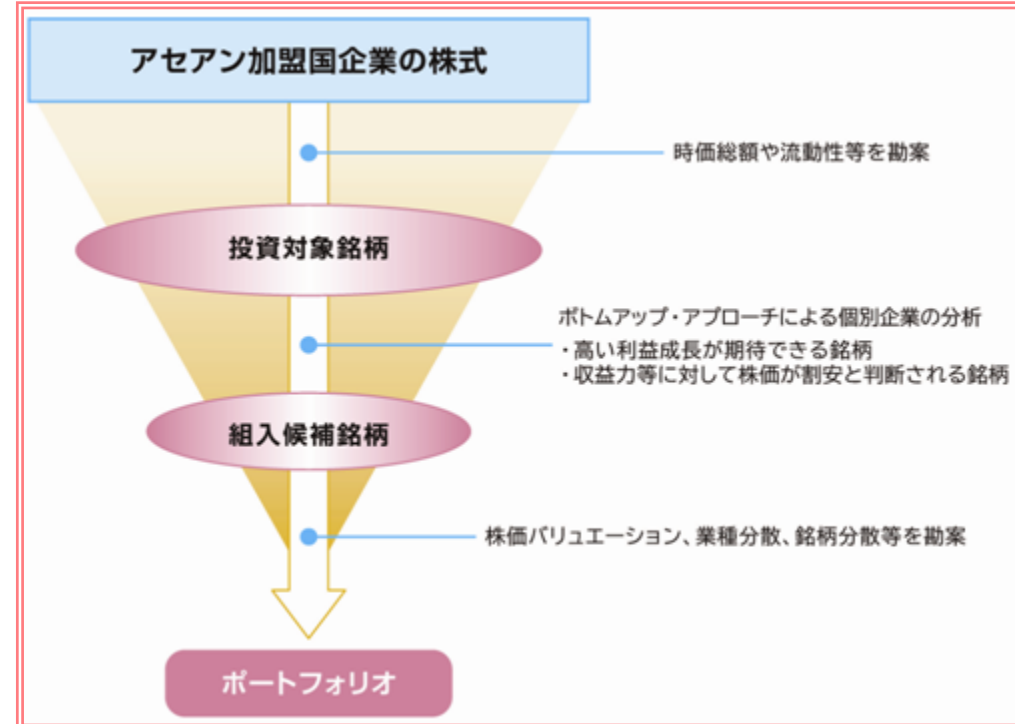 アセアン加盟国企業の株式
時価総額や流動性等を勘案
投資対象銘柄
ボトムアップ・アプローチによる個別企業の分析
・高い利益成長が期待できる銘柄
・収益力等に対して株価が割安と判断される銘柄
組入候補銘柄
株価バリュエーション、業種分散、銘柄分散等を勘案
ポートフォリオ